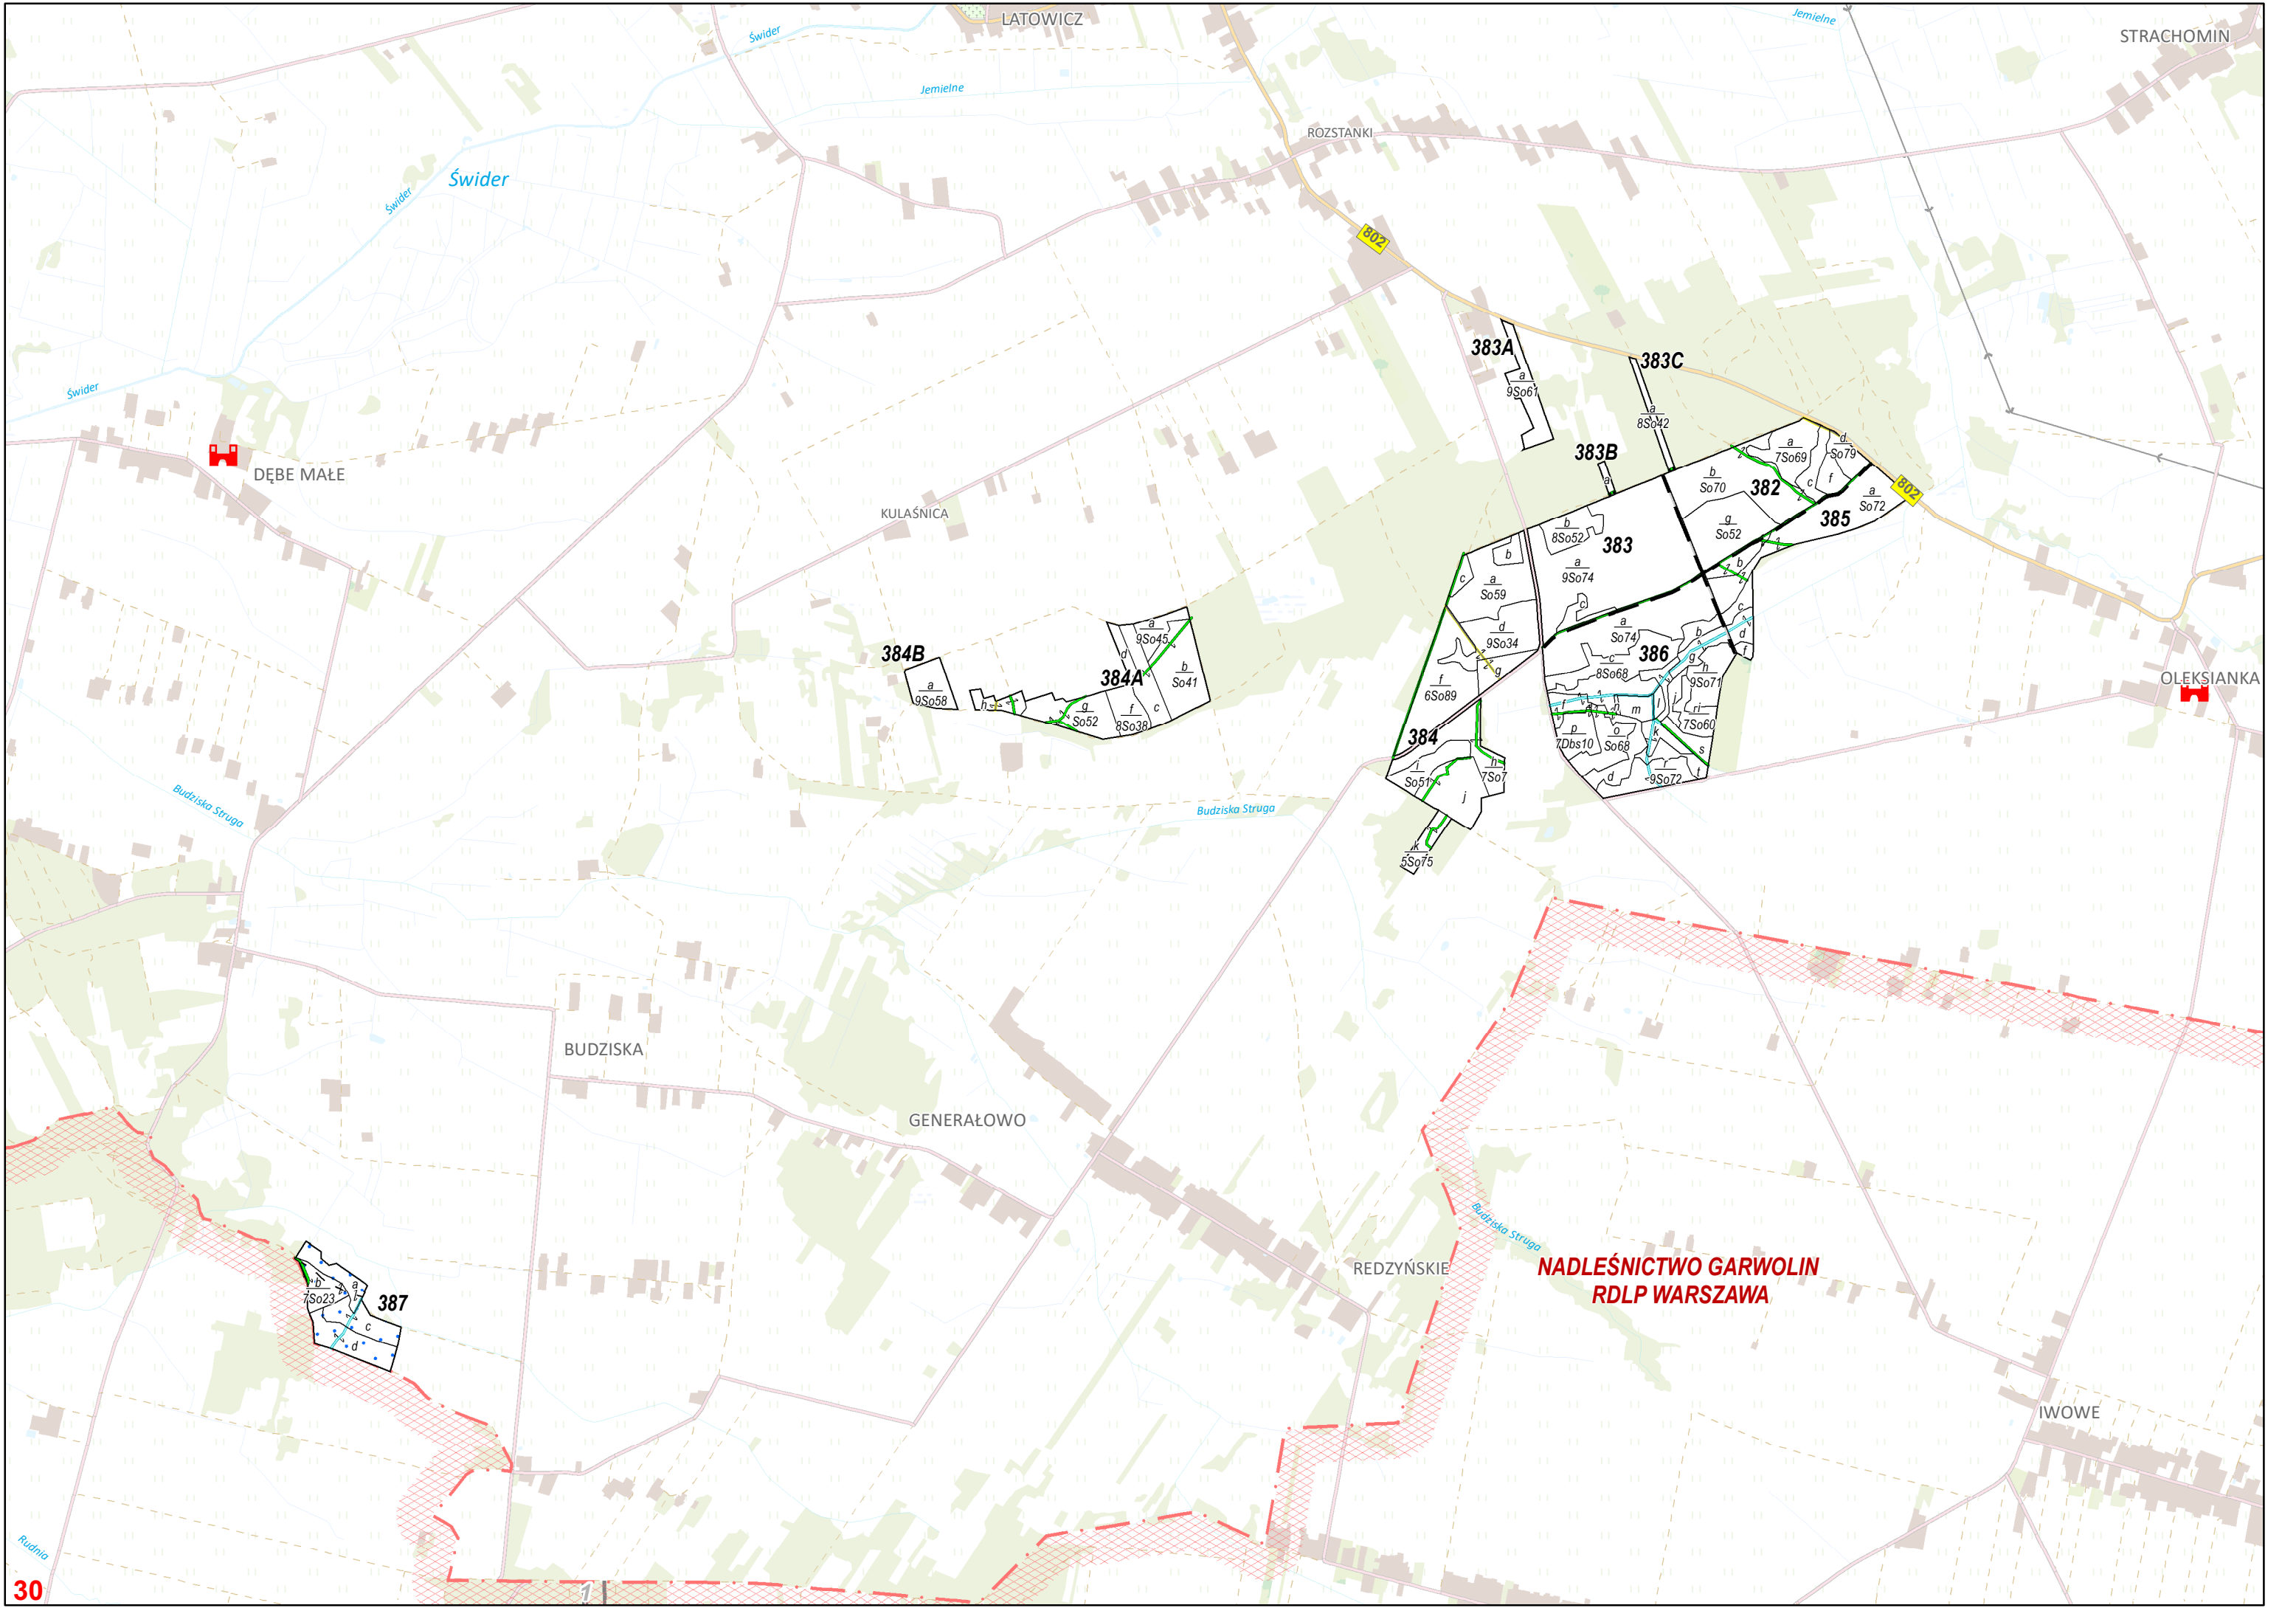 LATOWICZ
Jemielne
STRACHOMIN
Świder
Jemielne
ROZSTANKI
Świder
Świder
802
383A
383C
a
9So61
Świder
a
8So42
DĘBE MAŁE
383B
a
a
7So69
d
So79
b
So70
382
c
f
802
a
So72
385
KULAŚNICA
g
So52
b
8So52
383
b
a
9So74
b
c
a
So59
c
c
a
So74
d
9So34
b
d
f
a
9So45
d
384B
384A
b
So41
c
8So68
386
g
h
9So71
g
a
9So58
f
6So89
OLEKSIANKA
h
g
So52
f
8So38
c
f
n
m
l
j
ri
7So60
384
p
7Dbs10
o
So68
k
s
i
So51
h
7So7
d
r
9So72
t
j
Budziska Struga
Budziska Struga
k
5So75
BUDZISKA
GENERAŁOWO
Budziska Struga
REDZYŃSKIE
NADLEŚNICTWO GARWOLIN
RDLP WARSZAWA
b
7So23
a
387
c
d
IWOWE
Rudnia
30
1